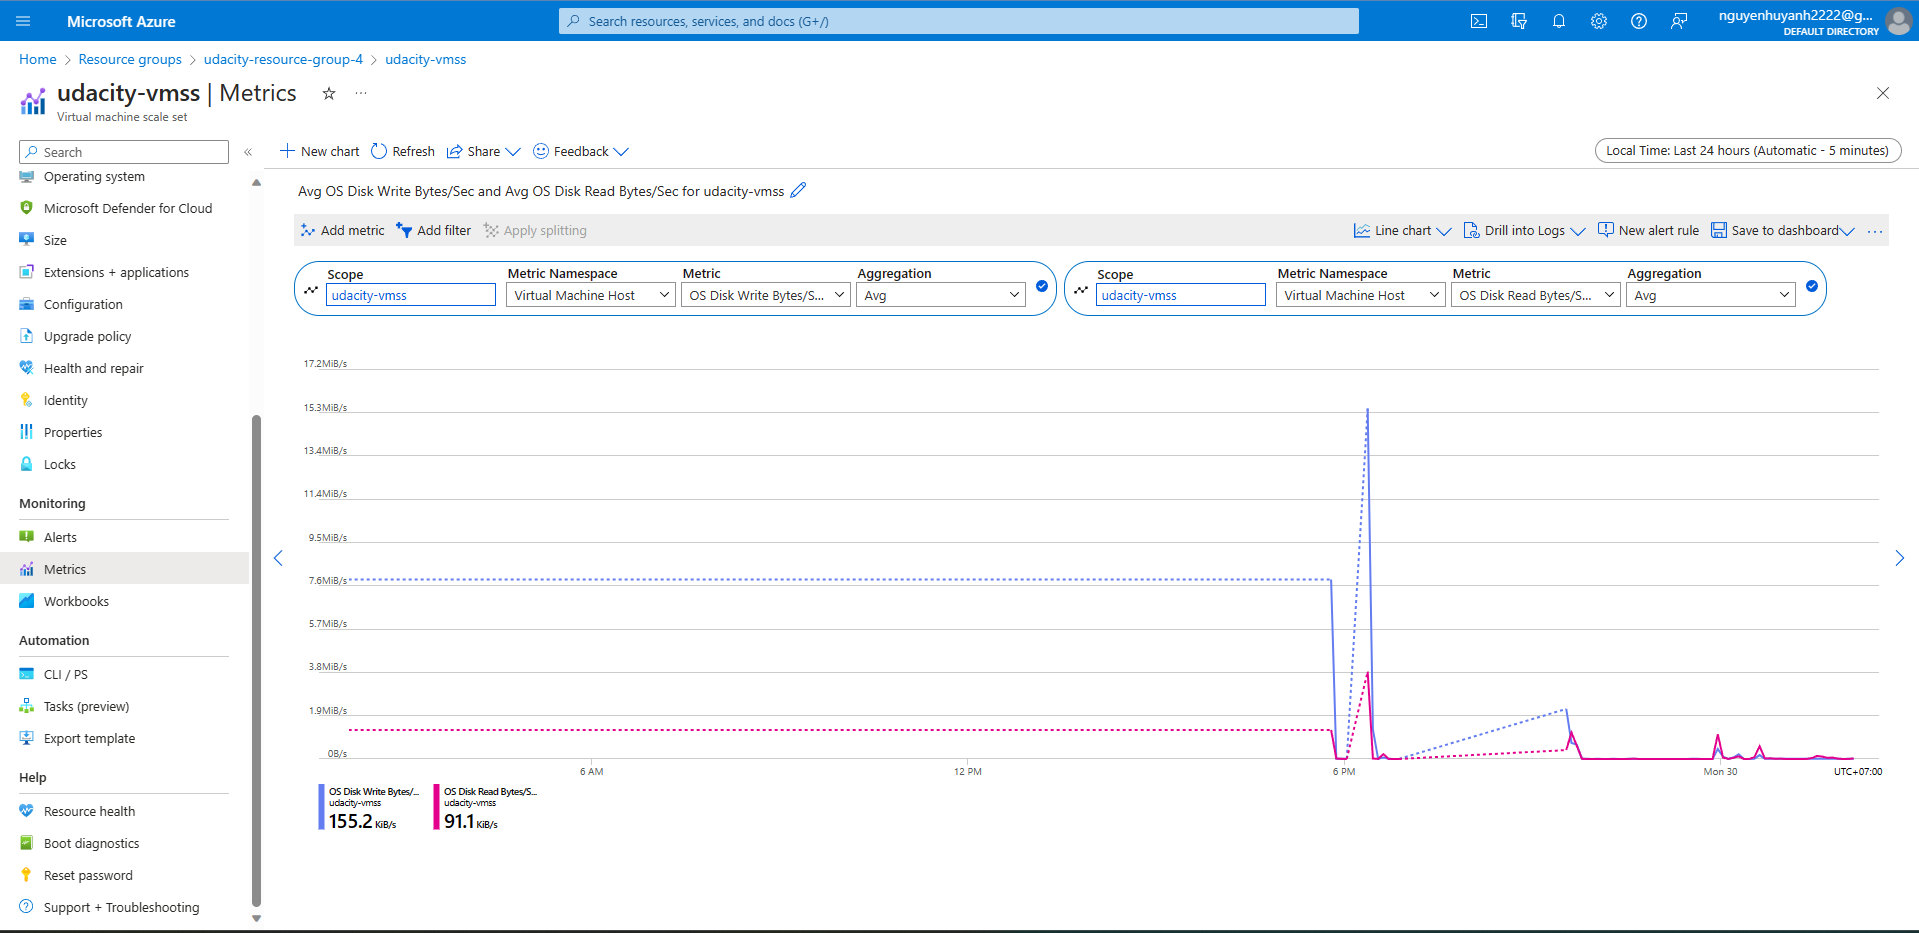 Microsoft Azure
Search resources, services, and docs (G+/)
nguyenhuyanh2222@g...
DEFAULT DIRECTORY
Home > Resource groups > udacity-resource-group-4 > udacity-vmss
udacity-vmss | Metrics
Virtual machine scale set
Search
Operating system
Microsoft Defender for Cloud
Size
Extensions + applications
Configuration
Upgrade policy
Health and repair
Identity
Properties
Locks
Monitoring
Alerts
Metrics
Workbooks
Automation
CLI / PS
Tasks (preview)
Export template
Help
Resource health
Boot diagnostics
Reset password
Support + Troubleshooting
New chart Refresh Share Feedback
Local Time: Last 24 hours (Automatic - 5 minutes)
Avg OS Disk Write Bytes/Sec and Avg OS Disk Read Bytes/Sec for udacity-vmss
Add metric Add filter Apply splitting
Line chart Drill into Logs New alert rule Save to dashboard ...
Scope Metric Namespace Metric Aggregation
udacity-vmss Virtual Machine Host OS Disk Write Bytes/S... Avg
Scope Metric Namespace Metric Aggregation
udacity-vmss Virtual Machine Host OS Disk Read Bytes/S... Avg
17.2MiB/s
15.3MiB/s
13.4MiB/s
11.4MiB/s
9.5MiB/s
7.6MiB/s
5.7MiB/s
3.8MiB/s
1.9MiB/s
0B/s
6 AM 12 PM 6 PM Mon 30 UTC+07:00
OS Disk Write Bytes/...
udacity-vmss
155.2 KiB/s
OS Disk Read Bytes/S...
udacity-vmss
91.1 KiB/s